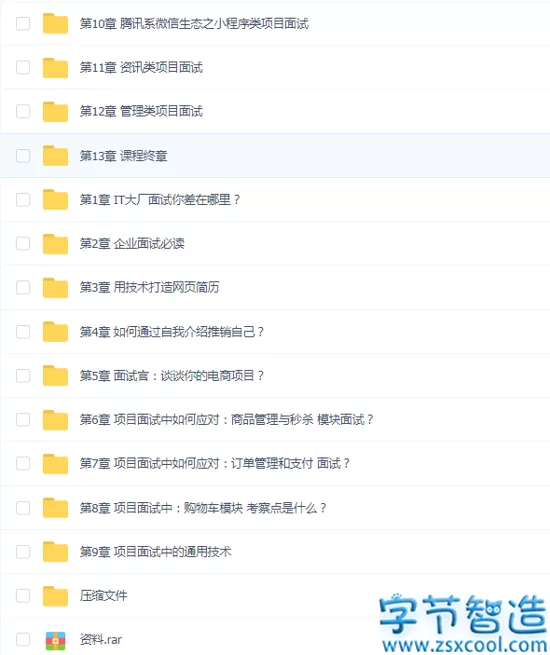 第10章 腾讯系微信生态之小程序类项目面试
第11章 资讯类项目面试
第12章 管理类项目面试
第13章 课程终章
第1章 IT大厂面试你差在哪里？
第2章 企业面试必读
第3章 用技术打造网页简历
第4章 如何通过自我介绍推销自己？
第5章 面试官：谈谈你的电商项目？
第6章 项目面试中如何应对：商品管理与秒杀 模块面试？
第7章 项目面试中如何应对：订单管理和支付 面试？
第8章 项目面试中：购物车模块 考察点是什么？
第9章 项目面试中的通用技术
压缩文件
资料.rar
字节智造
www.zsxcool.com